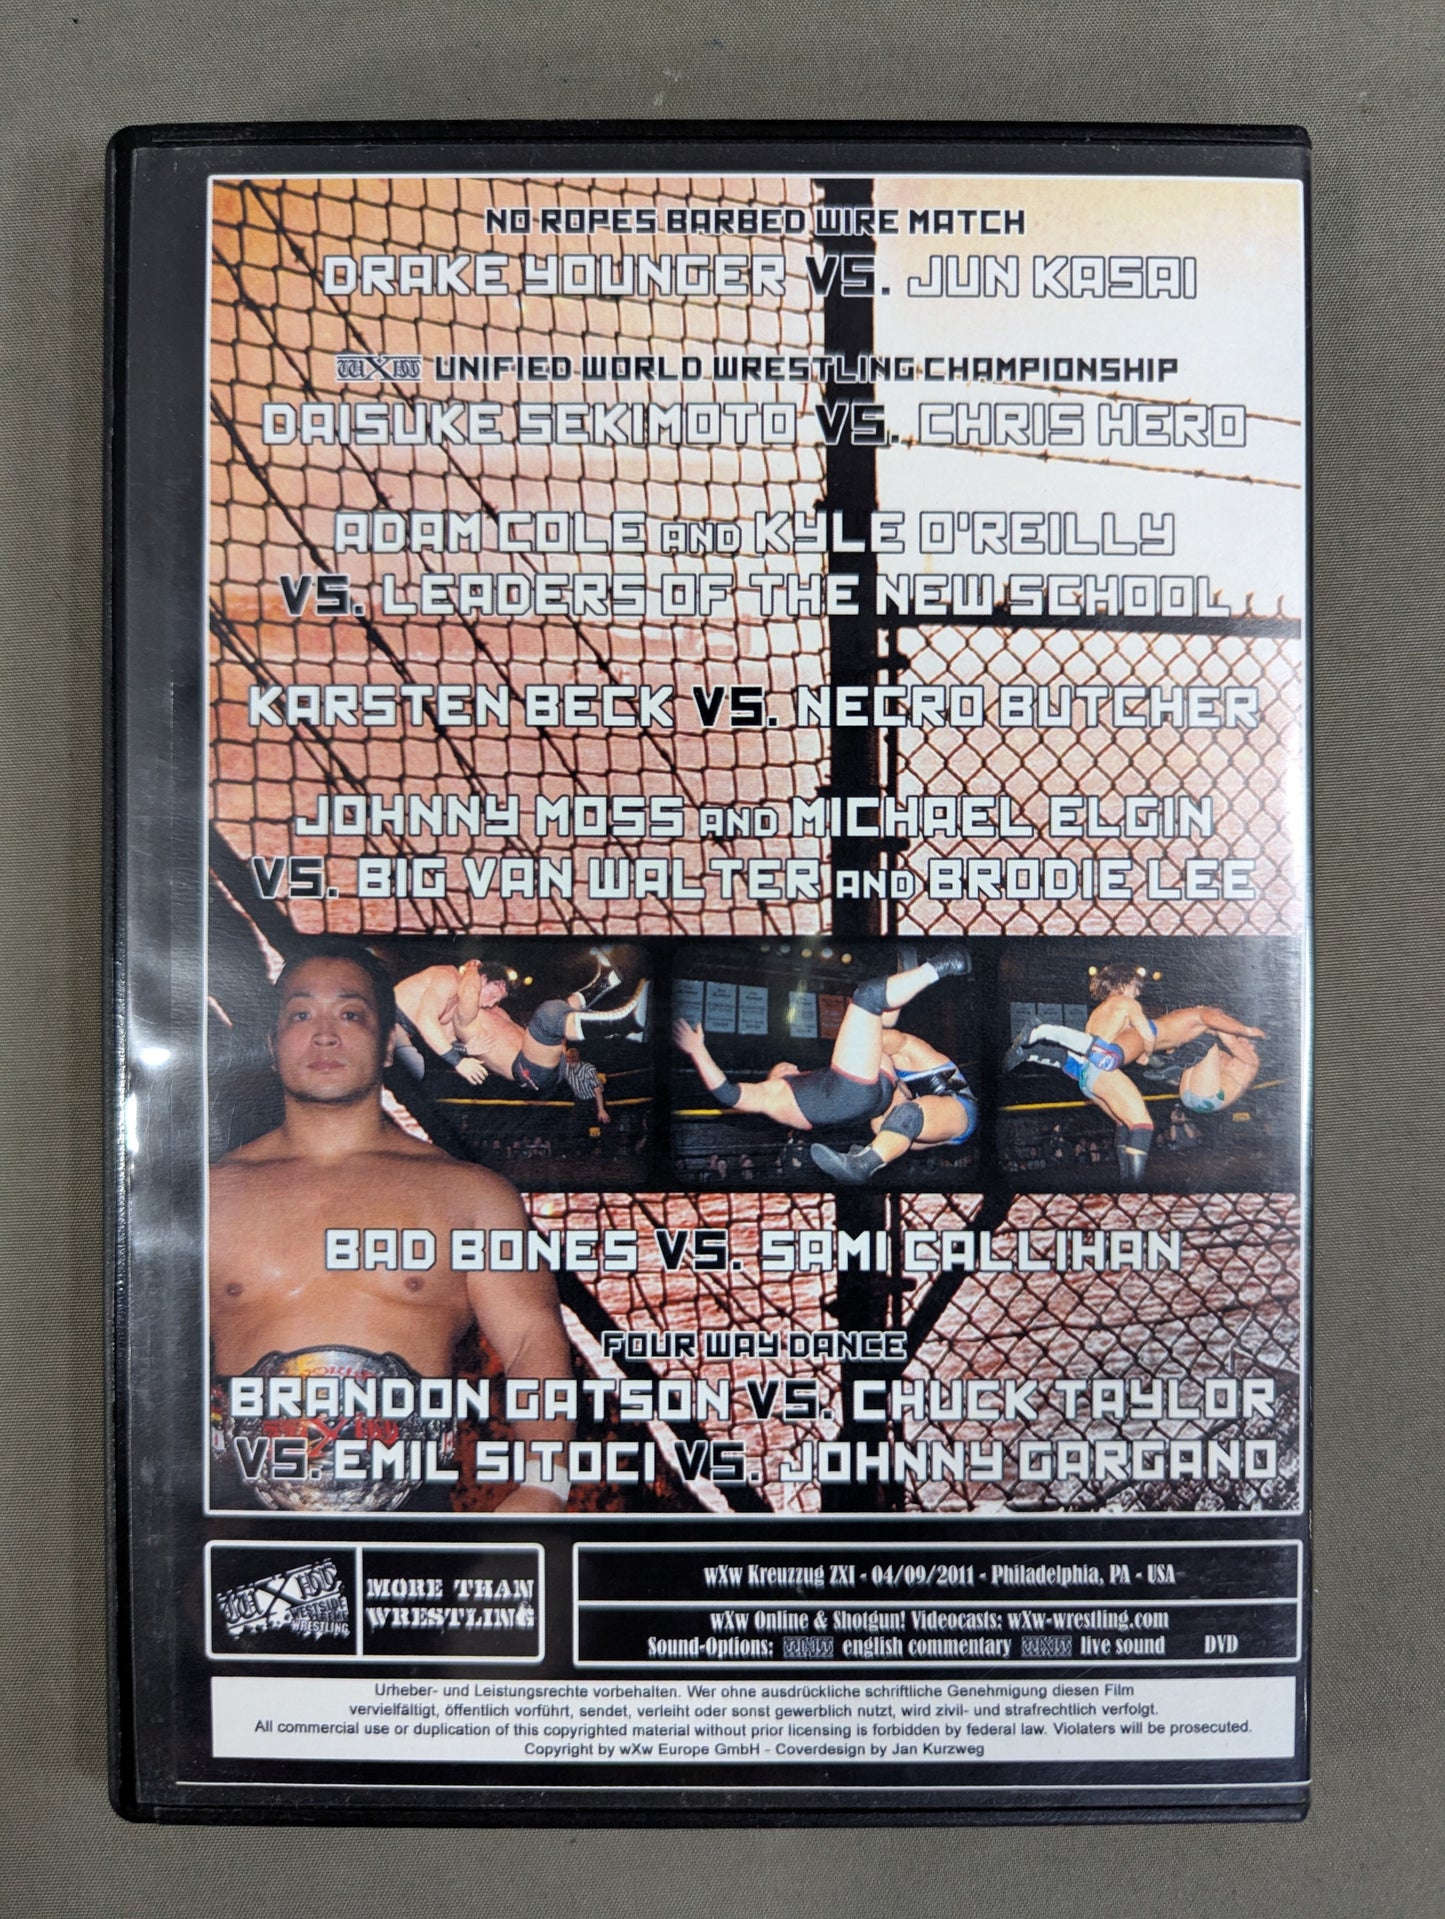 NO ROPES BARBED WIRE MATCH
DRAKE YOUNGER VS. JUN KASAI
wXw UNIFIED WORLD WRESTLING CHAMPIONSHIP
DAISUKE SEKIMOTO VS. CHRIS HERO
ADAM COLE AND KYLE O'REILLY
VS. LEADERS OF THE NEW SCHOOL
KARSTEN BECK VS. NECRO BUTCHER
JOHNNY MOSS AND MICHAEL ELGIN
VS. BIG VAN WALTER AND BRODIE LEE
BAD BONES VS. SAMI CALLIHAN
FOUR WAY DANCE
BRANDON GATSON VS. CHUCK TAYLOR
VS. EMIL SITOCI VS. JOHNNY GARGANO
wXw
WESTSIDE
XTREME
WRESTLING
MORE THAN
WRESTLING
wXw Kreuzzug ZXI - 04/09/2011 - Philadelphia, PA - USA
wXw Online & Shotgun! Videocasts: wXw-wrestling.com
Sound-Options: wXw english commentary wXw live sound DVD
Urheber- und Leistungsrechte vorbehalten. Wer ohne ausdrückliche schriftliche Genehmigung diesen Film
vervielfältigt, öffentlich vorführt, sendet, verleiht oder sonst gewerblich nutzt, wird zivil- und strafrechtlich verfolgt.
All commercial use or duplication of this copyrighted material without prior licensing is forbidden by federal law. Violaters will be prosecuted.
Copyright by wXw Europe GmbH - Coverdesign by Jan Kurzweg